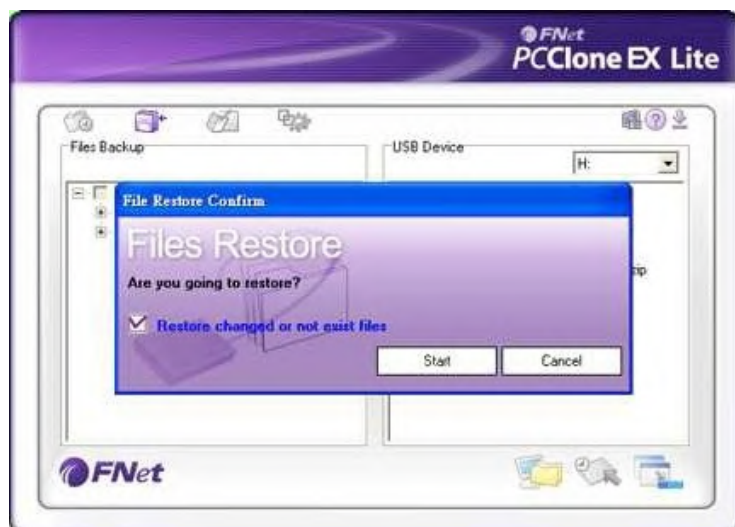 FNet
PCClone EX Lite
Files Backup
USB Device
H:
File Restore Confirm
Files Restore
zip
Are you going to restore?
Restore changed or not exist files
Start
Cancel
FNet